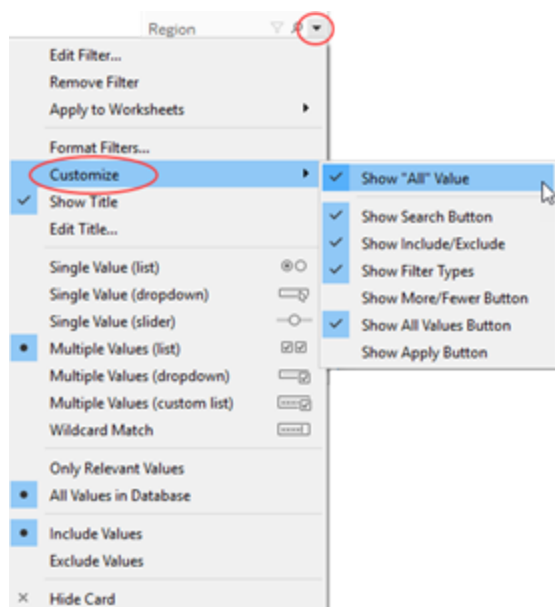 Region
Edit Filter...
Remove Filter
Apply to Worksheets
Format Filters...
Customize
Show Title
Edit Title...
Single Value (list)
Single Value (dropdown)
Single Value (slider)
Multiple Values (list)
Multiple Values (dropdown)
Multiple Values (custom list)
Wildcard Match
Only Relevant Values
All Values in Database
Include Values
Exclude Values
Hide Card
Show "All" Value
Show Search Button
Show Include/Exclude
Show Filter Types
Show More/Fewer Button
Show All Values Button
Show Apply Button